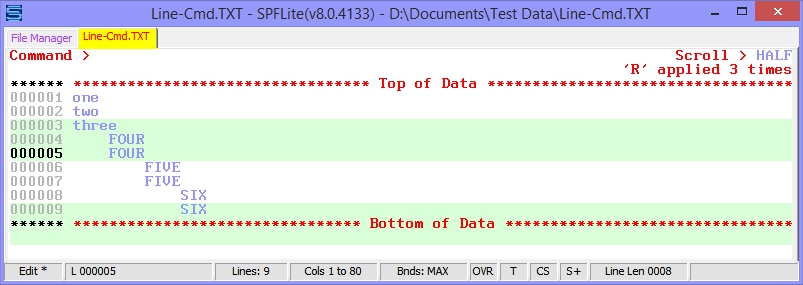 Line-Cmd.TXT - SPFLite(v8.0.4133) - D:\Documents\Test Data\Line-Cmd.TXT
File Manager Line-Cmd.TXT
Command > Scroll > HALF
'R' applied 3 times
****** ********************************* Top of Data **********************************
000001 one
000002 two
000003 three
000004 FOUR
000005 FOUR
000006 FIVE
000007 FIVE
000008 SIX
000009 SIX
****** ******************************** Bottom of Data ********************************
Edit * L 000005 Lines: 9 Cols 1 to 80 Bnds: MAX OVR T CS S+ Line Len 0008